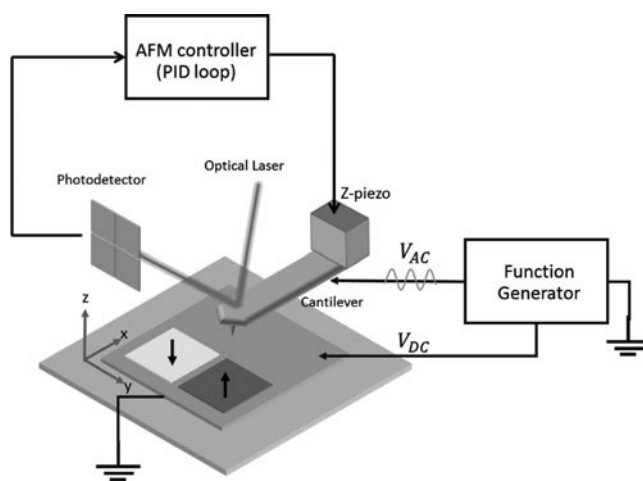 AFM controller
(PID loop)
Optical Laser
Photodetector
Z-piezo
V_AC
Function
Generator
Cantilever
z
x
V_DC
y